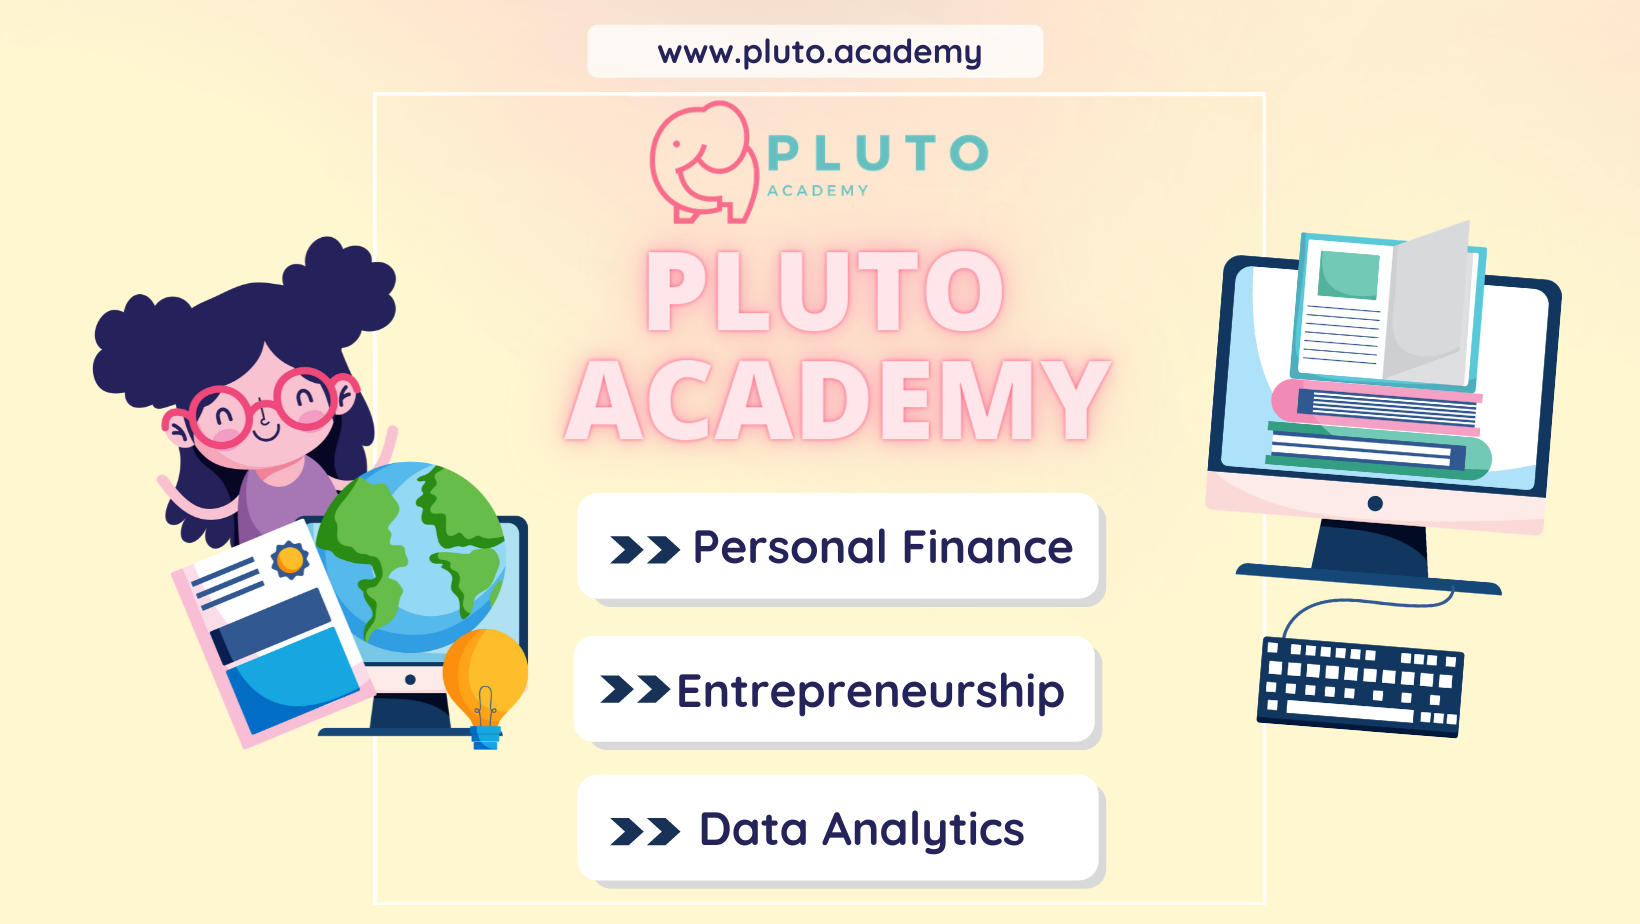 www.pluto.academy
PLUTO
ACADEMY
PLUTO
ACADEMY
Personal Finance
Entrepreneurship
Data Analytics